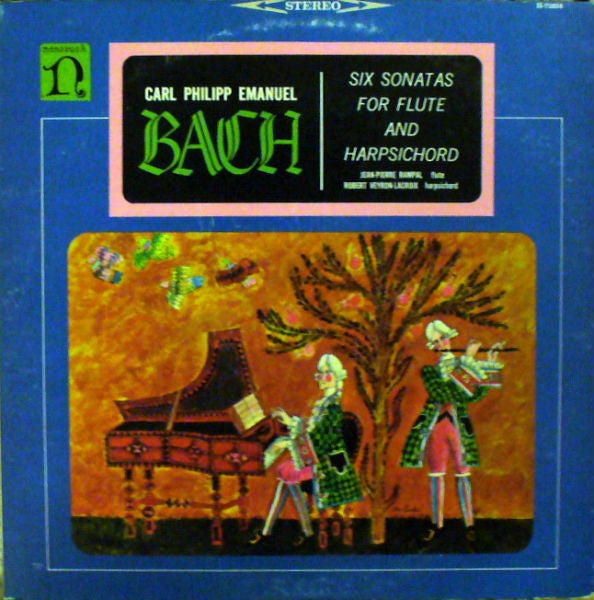 STEREO
nonesuch
n
CARL PHILIPP EMANUEL
BACH
SIX SONATAS
FOR FLUTE
AND
HARPSICHORD
JEAN-PIERRE RAMPAL flute
ROBERT VEYRON-LACROIX harpsichord